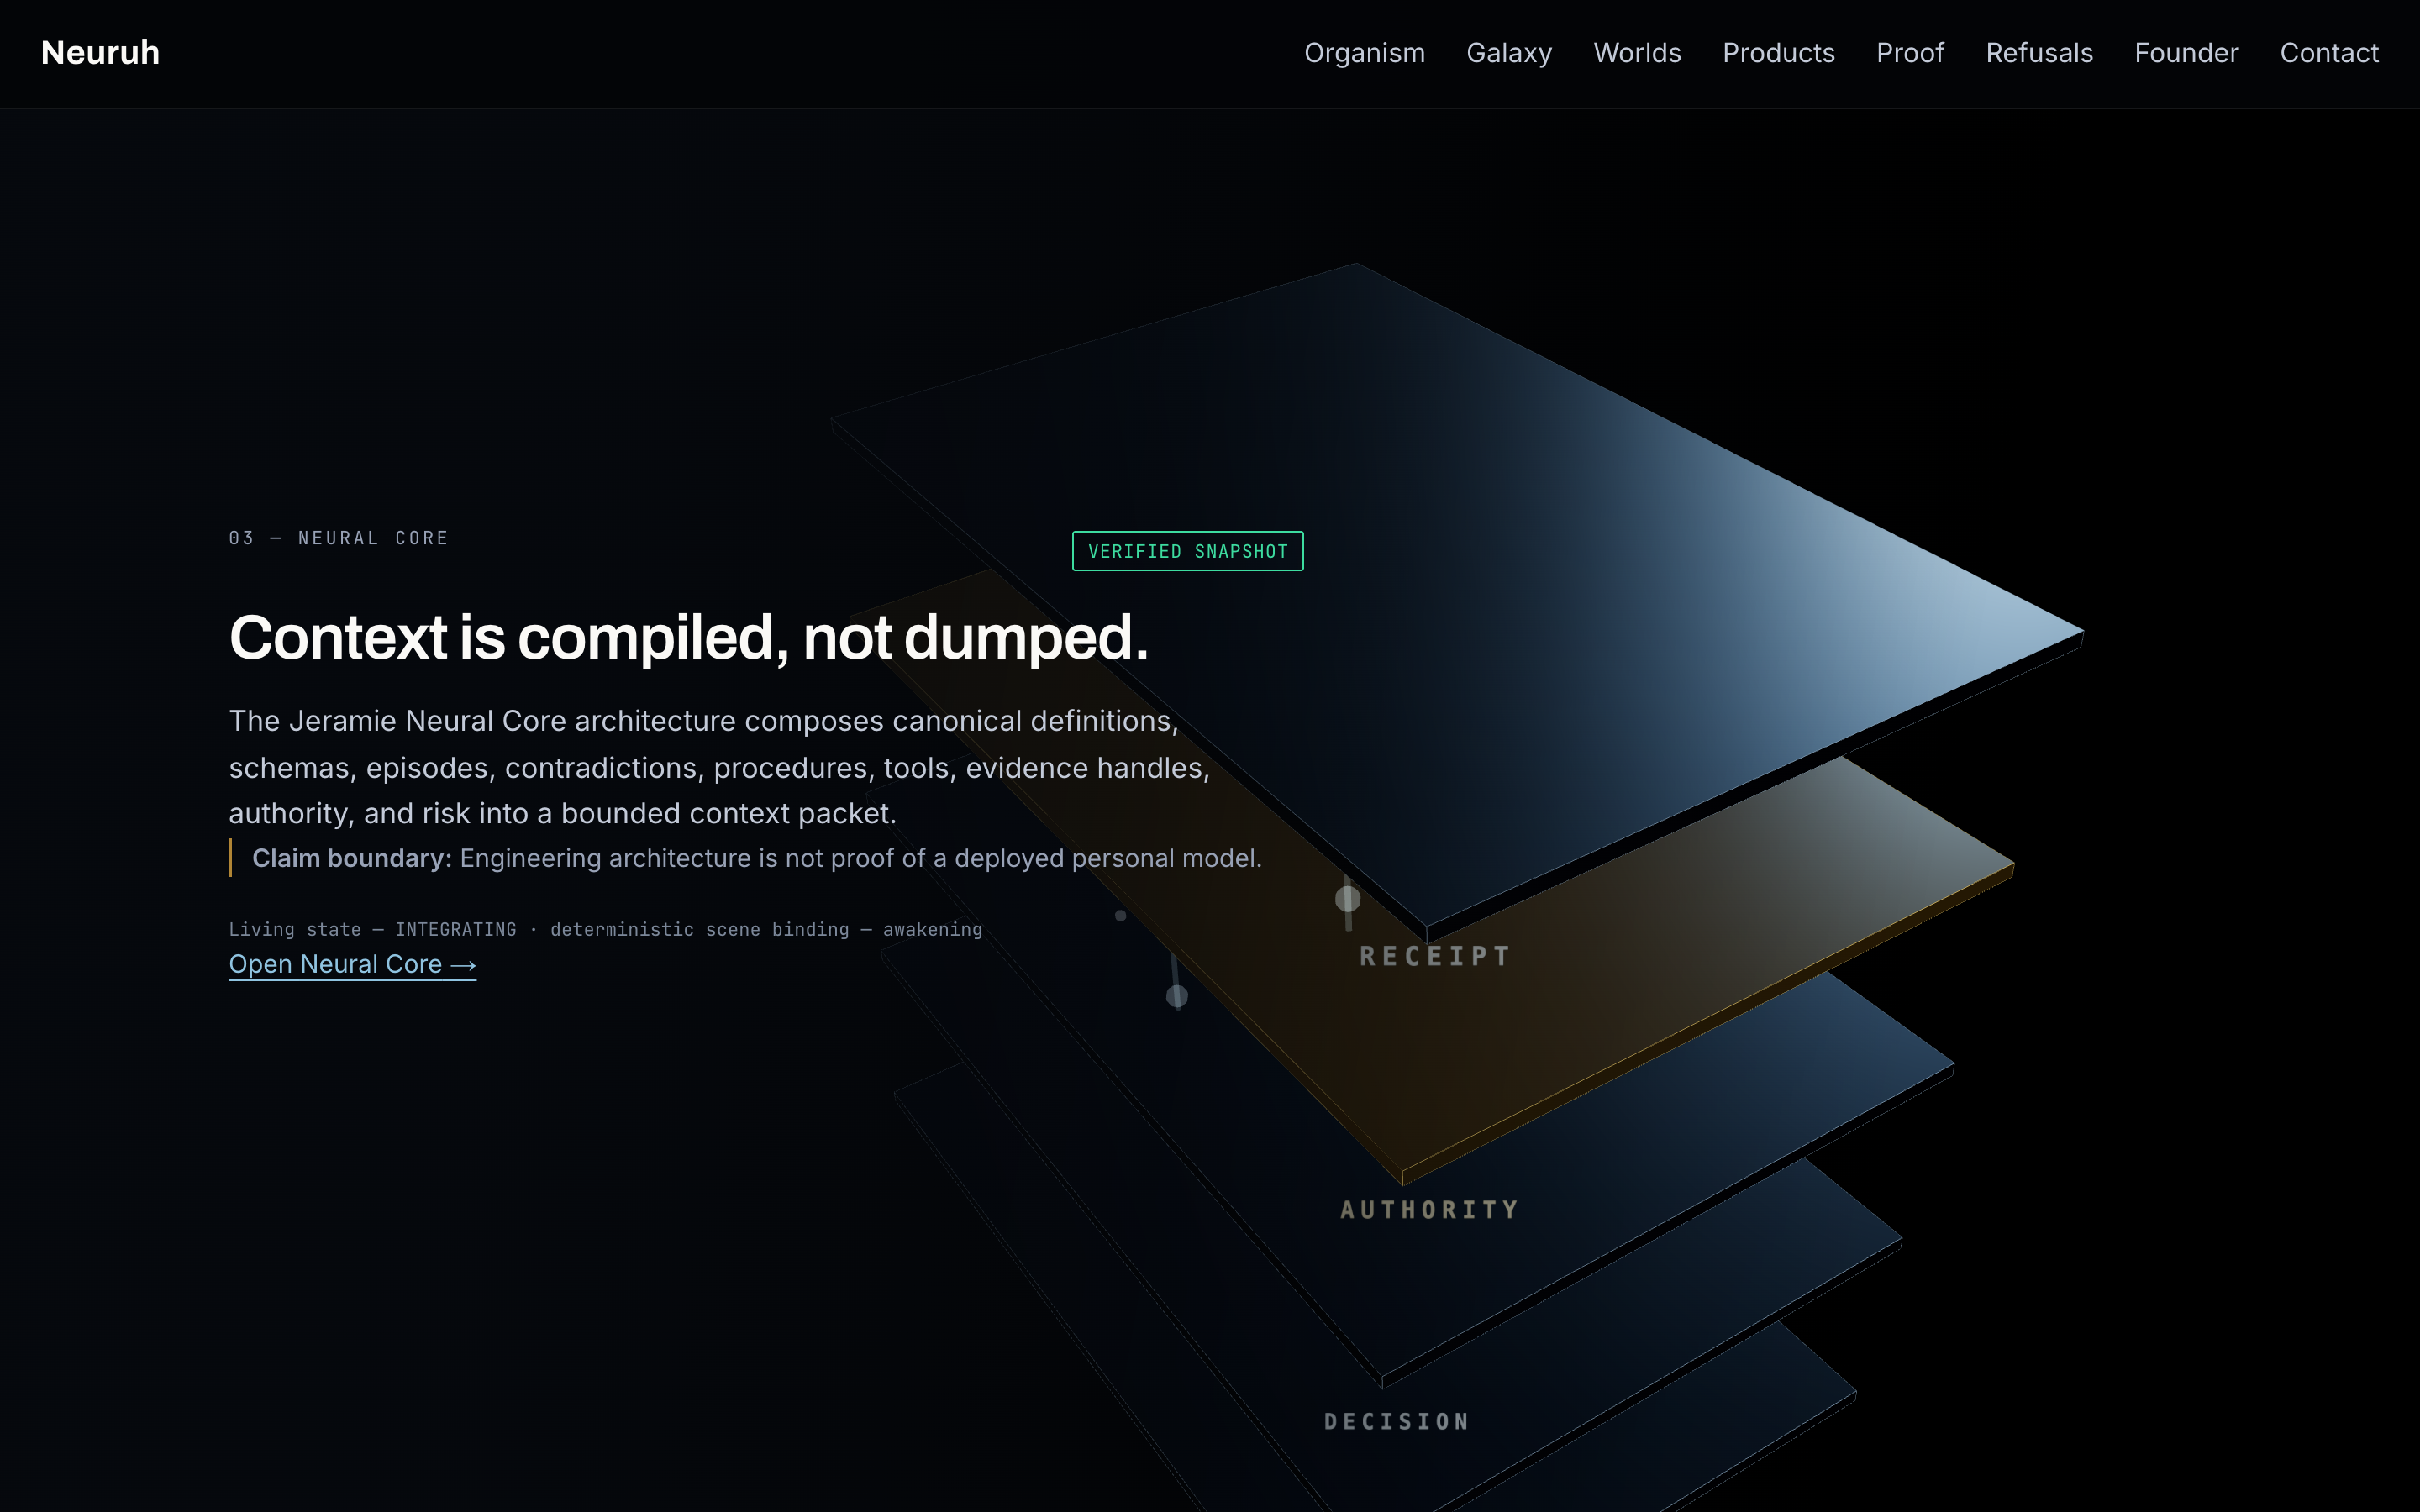 Neuruh
Organism Galaxy Worlds Products Proof Refusals Founder Contact
03 — NEURAL CORE
VERIFIED SNAPSHOT
Context is compiled, not dumped.
The Jeramie Neural Core architecture composes canonical definitions,
schemas, episodes, contradictions, procedures, tools, evidence handles,
authority, and risk into a bounded context packet.
Claim boundary: Engineering architecture is not proof of a deployed personal model.
Living state — INTEGRATING · deterministic scene binding — awakening
Open Neural Core →
RECEIPT
AUTHORITY
DECISION